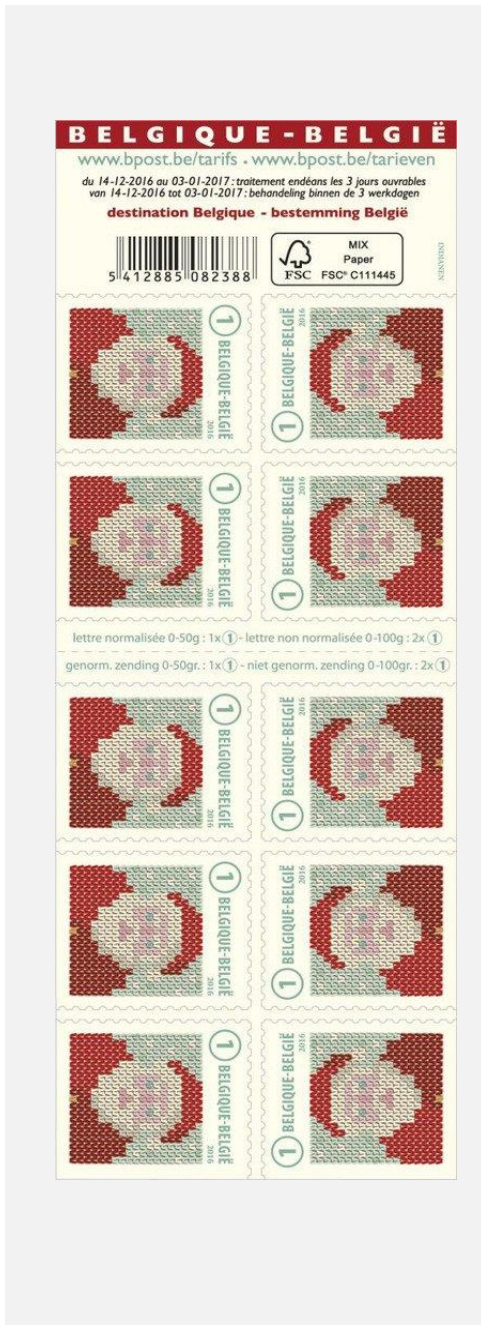 BELGIQUE-BELGIË
www.bpost.be/tarifs • www.bpost.be/tarieven
du 14-12-2016 au 03-01-2017 : traitement endéans les 3 jours ouvrables
van 14-12-2016 tot 03-01-2017 : behandeling binnen de 3 werkdagen
destination Belgique - bestemming België
5 412885 082388
FSC
MIX
Paper
FSC® C111445
INDIANEN
1 BELGIQUE-BELGIË
2016
1 BELGIQUE-BELGIË
2016
1 BELGIQUE-BELGIË
2016
1 BELGIQUE-BELGIË
2016
lettre normalisée 0-50g : 1x 1 - lettre non normalisée 0-100g : 2x 1
genorm. zending 0-50gr. : 1x 1 - niet genorm. zending 0-100gr. : 2x 1
1 BELGIQUE-BELGIË
2016
1 BELGIQUE-BELGIË
2016
1 BELGIQUE-BELGIË
2016
1 BELGIQUE-BELGIË
2016
1 BELGIQUE-BELGIË
2016
1 BELGIQUE-BELGIË
2016